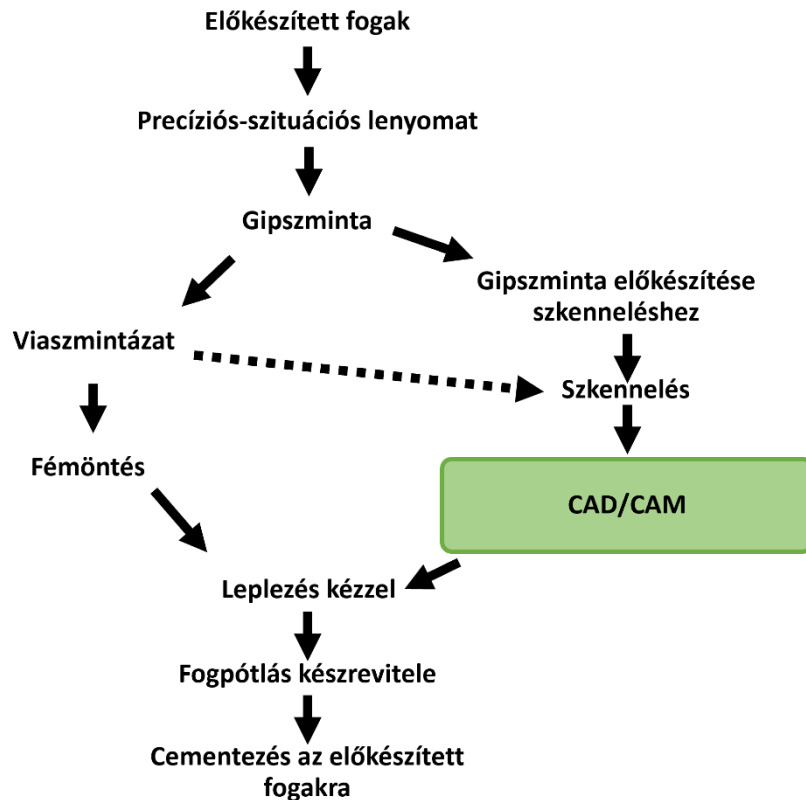 Előkészített fogak
Precíziós-szituációs lenyomat
Gipszminta
Gipszminta előkészítése
szkenneléshez
Viaszmintázat
Szkennelés
Fémöntés
CAD/CAM
Leplezés kézzel
Fogpótlás készrevitele
Cementezés az előkészített
fogakra